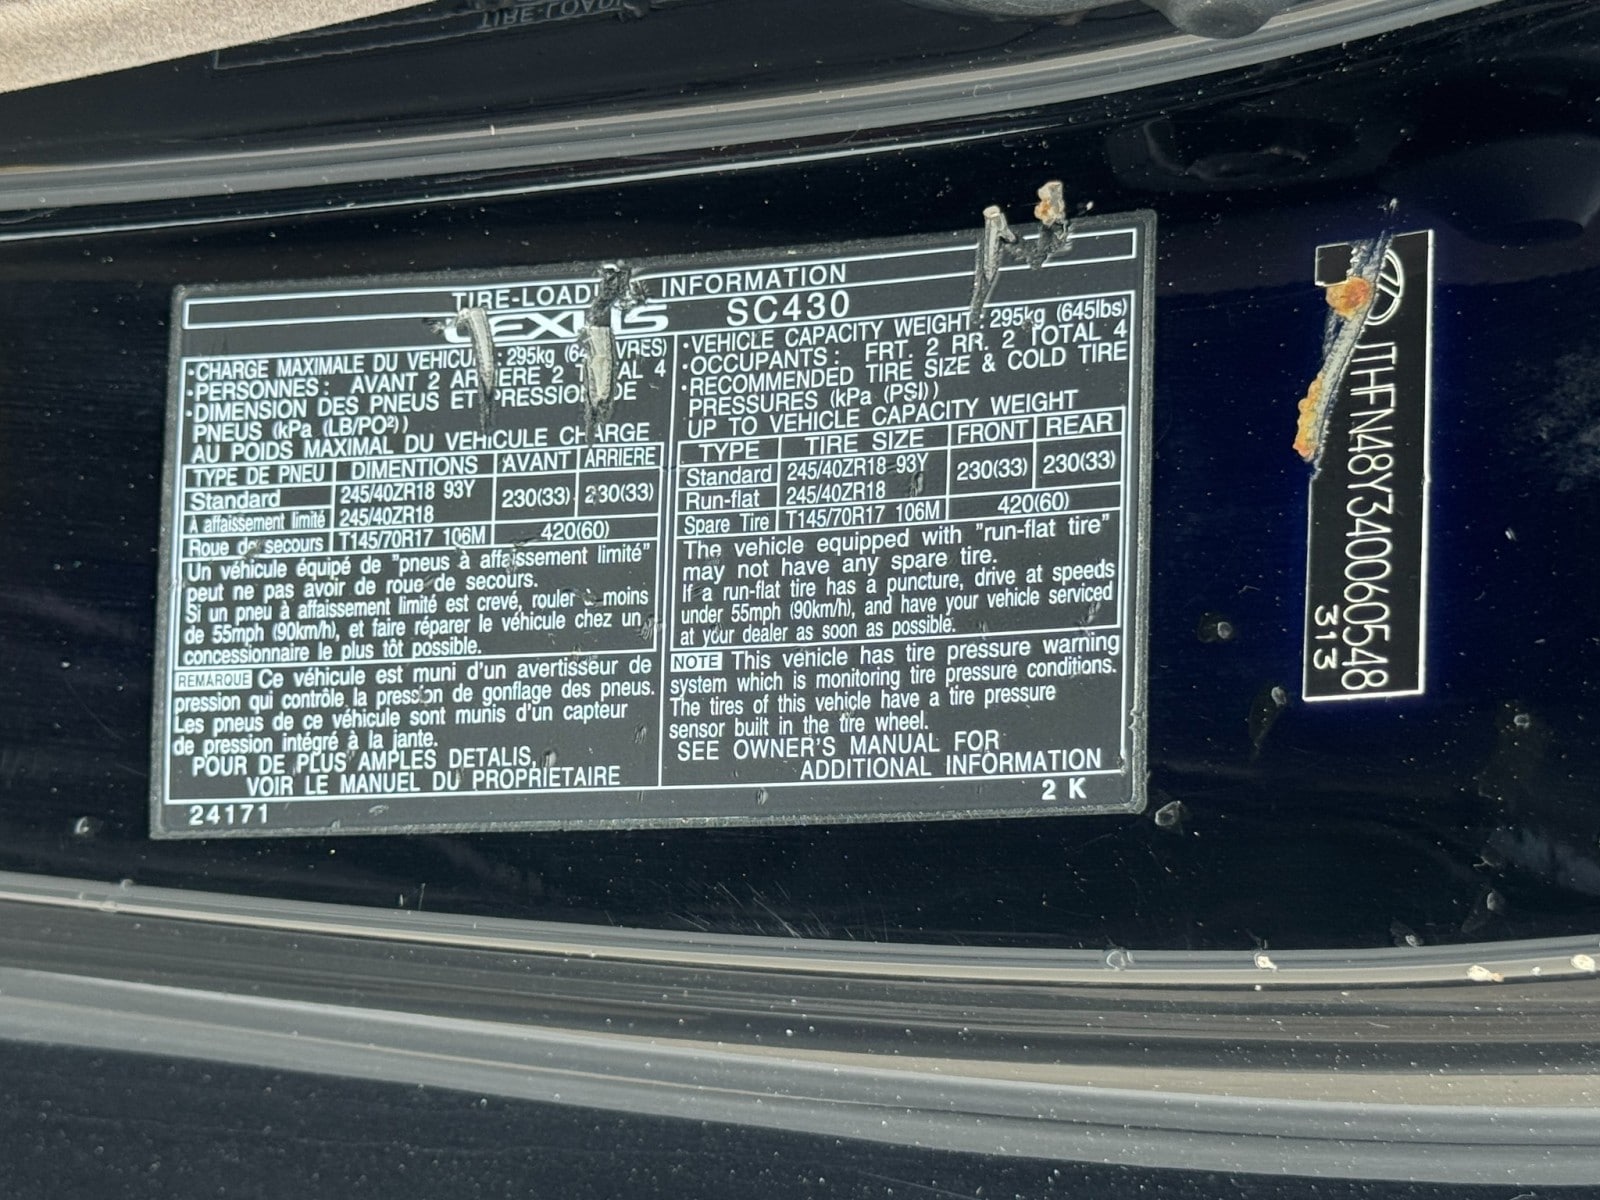 TIRE-LOADING INFORMATION
LEXUS SC430
·CHARGE MAXIMALE DU VEHICULE : 295kg (645 LIVRES)
·PERSONNES : AVANT 2 ARRIERE 2 TOTAL 4
·DIMENSION DES PNEUS ET PRESSION DE
PNEUS (kPa (LB/PO²))
AU POIDS MAXIMAL DU VEHICULE CHARGE
TYPE DE PNEU DIMENTIONS AVANT ARRIERE
Standard 245/40ZR18 93Y 230(33) 230(33)
A affaissement limité 245/40ZR18
Roue de secours T145/70R17 106M 420(60)
Un véhicule équipé de "pneus à affaissement limité"
peut ne pas avoir de roue de secours.
Si un pneu à affaissement limité est crevé, rouler à moins
de 55mph (90km/h), et faire réparer le véhicule chez un
concessionnaire le plus tôt possible.
REMARQUE Ce véhicule est muni d'un avertisseur de
pression qui contrôle la pression de gonflage des pneus.
Les pneus de ce véhicule sont munis d'un capteur
de pression intégré à la jante.
POUR DE PLUS AMPLES DETALIS,
VOIR LE MANUEL DU PROPRIETAIRE
24171
·VEHICLE CAPACITY WEIGHT : 295kg (645lbs)
·OCCUPANTS : FRT. 2 RR. 2 TOTAL 4
·RECOMMENDED TIRE SIZE & COLD TIRE
PRESSURES (kPa (PSI))
UP TO VEHICLE CAPACITY WEIGHT
TYPE TIRE SIZE FRONT REAR
Standard 245/40ZR18 93Y 230(33) 230(33)
Run-flat 245/40ZR18
Spare Tire T145/70R17 106M 420(60)
The vehicle equipped with "run-flat tire"
may not have any spare tire.
If a run-flat tire has a puncture, drive at speeds
under 55mph (90km/h), and have your vehicle serviced
at your dealer as soon as possible.
NOTE This vehicle has tire pressure warning
system which is monitoring tire pressure conditions.
The tires of this vehicle have a tire pressure
sensor built in the tire wheel.
SEE OWNER'S MANUAL FOR
ADDITIONAL INFORMATION
2 K
JTHFN48Y340060548
313
TIRE-LOADIN